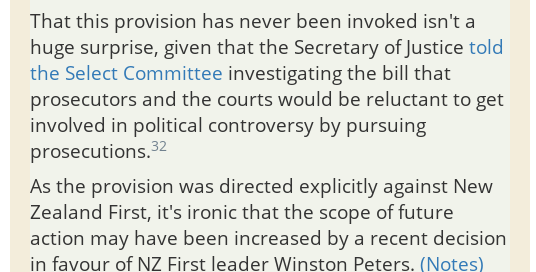 That this provision has never been invoked isn't a
huge surprise, given that the Secretary of Justice told
the Select Committee investigating the bill that
prosecutors and the courts would be reluctant to get
involved in political controversy by pursuing
prosecutions.32
As the provision was directed explicitly against New
Zealand First, it's ironic that the scope of future
action may have been increased by a recent decision
in favour of NZ First leader Winston Peters. (Notes)